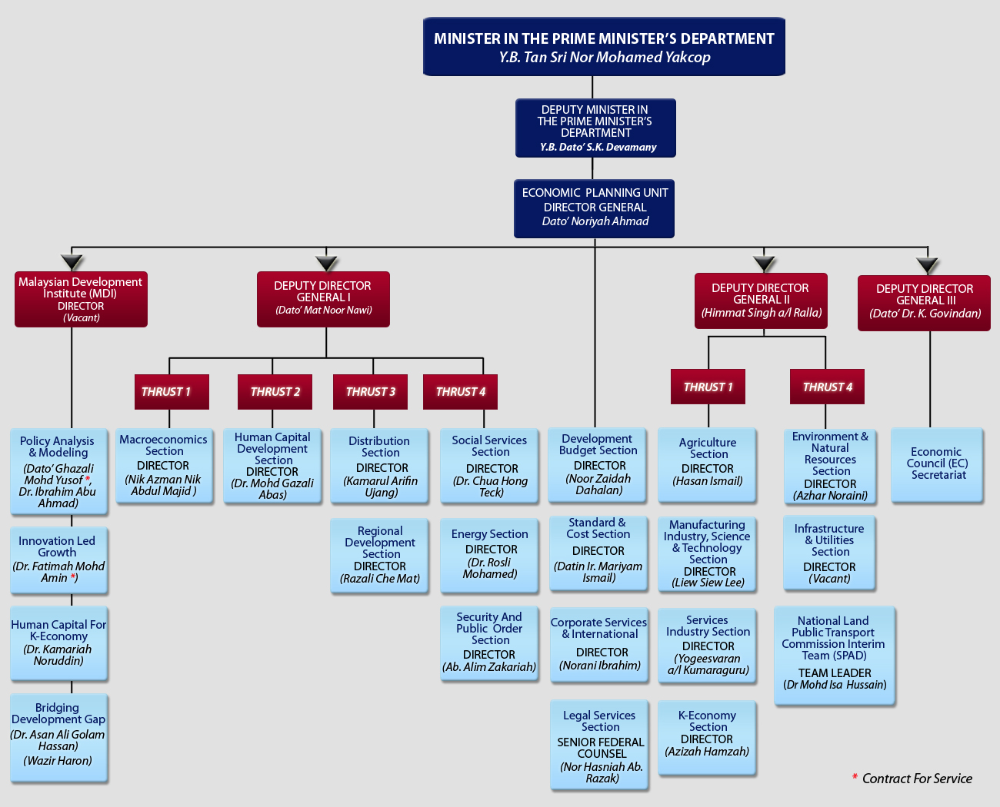 MINISTER IN THE PRIME MINISTER'S DEPARTMENT
Y.B. Tan Sri Nor Mohamed Yakcop
DEPUTY MINISTER IN
THE PRIME MINISTER'S
DEPARTMENT
Y.B. Dato' S.K. Devamany
ECONOMIC PLANNING UNIT
DIRECTOR GENERAL
Dato' Noriyah Ahmad
Malaysian Development
Institute (MDI)
DIRECTOR
(Vacant)
DEPUTY DIRECTOR
GENERAL I
(Dato' Mat Noor Nawi)
DEPUTY DIRECTOR
GENERAL II
(Himmat Singh a/l Ralla)
DEPUTY DIRECTOR
GENERAL III
(Dato' Dr. K. Govindan)
THRUST 1
THRUST 2
THRUST 3
THRUST 4
THRUST 1
THRUST 4
Policy Analysis
& Modeling
(Dato' Ghazali
Mohd Yusof *,
Dr. Ibrahim Abu
Ahmad)
Macroeconomics
Section
DIRECTOR
(Nik Azman Nik
Abdul Majid )
Human Capital
Development
Section
DIRECTOR
(Dr. Mohd Gazali
Abas)
Distribution
Section
DIRECTOR
(Kamarul Arifin
Ujang)
Social Services
Section
DIRECTOR
(Dr. Chua Hong
Teck)
Development
Budget Section
DIRECTOR
(Noor Zaidah
Dahalan)
Agriculture
Section
DIRECTOR
(Hasan Ismail)
Environment &
Natural
Resources
Section
DIRECTOR
(Azhar Noraini)
Economic
Council (EC)
Secretariat
Innovation Led
Growth
(Dr. Fatimah Mohd
Amin *)
Regional
Development
Section
DIRECTOR
(Razali Che Mat)
Energy Section
DIRECTOR
(Dr. Rosli
Mohamed)
Standard &
Cost Section
DIRECTOR
(Datin Ir. Mariyam
Ismail)
Manufacturing
Industry, Science
& Technology
Section
DIRECTOR
(Liew Siew Lee)
Infrastructure
& Utilities
Section
DIRECTOR
(Vacant)
Human Capital For
K-Economy
(Dr. Kamariah
Noruddin)
Security And
Public Order
Section
DIRECTOR
(Ab. Alim Zakariah)
Corporate Services
& International
DIRECTOR
(Norani Ibrahim)
Services
Industry Section
DIRECTOR
(Yogeesvaran
a/l Kumaraguru)
National Land
Public Transport
Commission Interim
Team (SPAD)
TEAM LEADER
(Dr Mohd Isa Hussain)
Bridging
Development Gap
(Dr. Asan Ali Golam
Hassan)
(Wazir Haron)
Legal Services
Section
SENIOR FEDERAL
COUNSEL
(Nor Hasniah Ab.
Razak)
K-Economy
Section
DIRECTOR
(Azizah Hamzah)
* Contract For Service